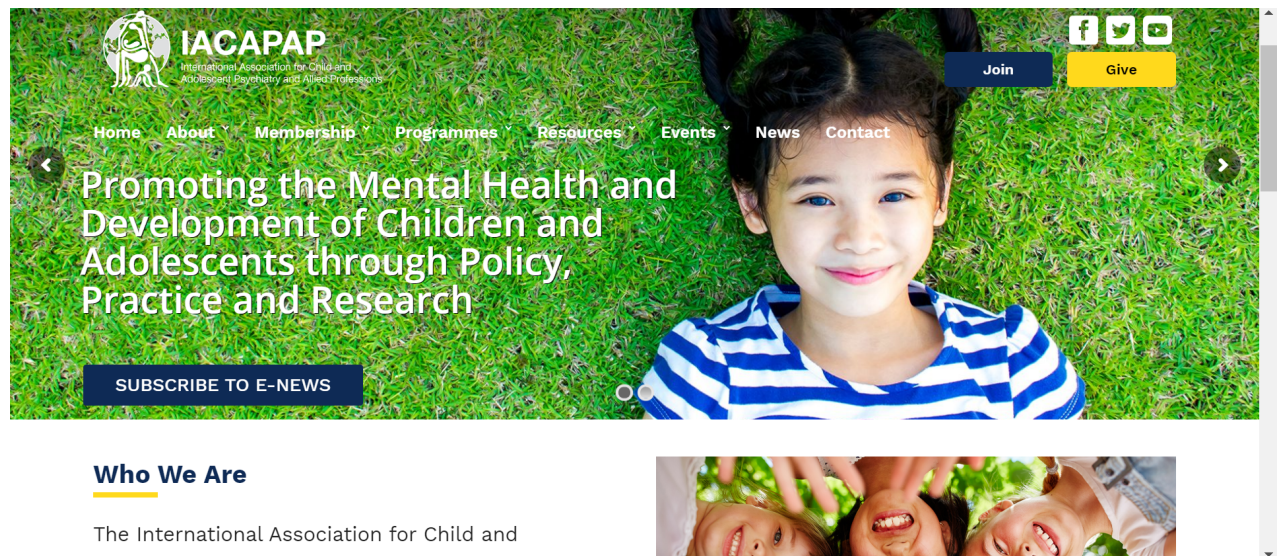 IACAPAP
International Association for Child and
Adolescent Psychiatry and Allied Professions
Join
Give
Home About Membership Programmes Resources Events News Contact
Promoting the Mental Health and
Development of Children and
Adolescents through Policy,
Practice and Research
SUBSCRIBE TO E-NEWS
Who We Are
The International Association for Child and